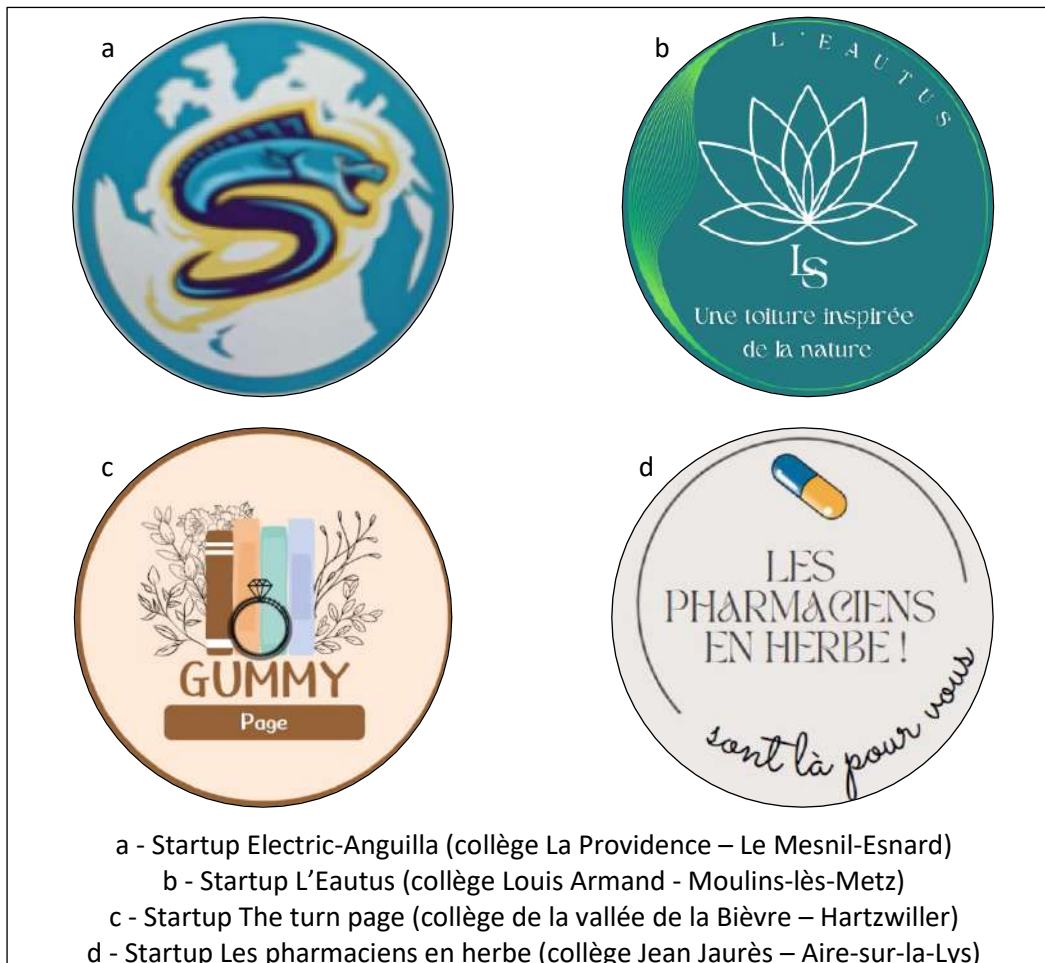 a
b
L'EAUTUS
LS
Une toiture inspirée
de la nature
c
GUMMY
Page
d
LES
PHARMACIENS
EN HERBE !
sont là pour vous
a - Startup Electric-Anguilla (collège La Providence – Le Mesnil-Esnard)
b - Startup L’Eautus (collège Louis Armand - Moulins-lès-Metz)
c - Startup The turn page (collège de la vallée de la Bièvre – Hartzwiller)
d - Startup Les pharmaciens en herbe (collège Jean Jaurès – Aire-sur-la-Lys)